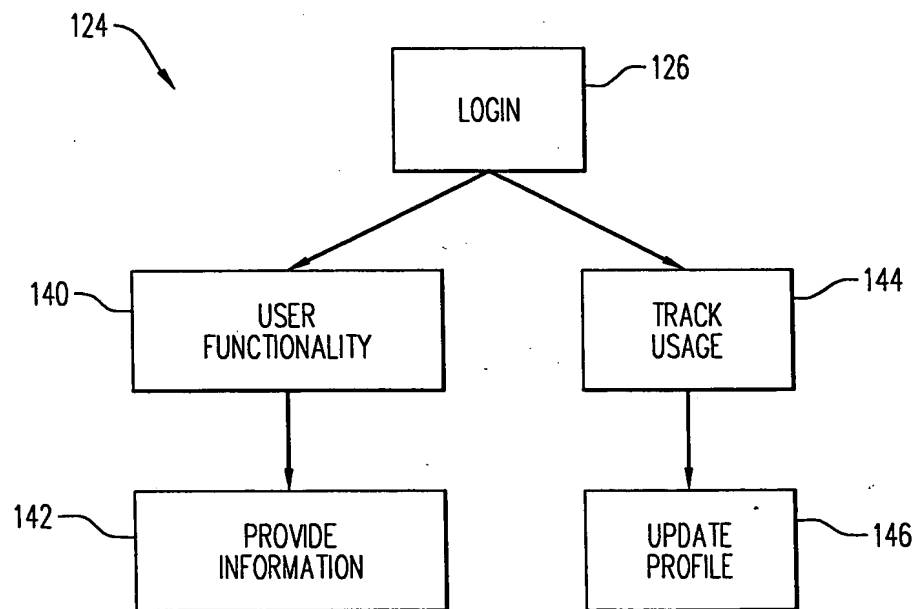 124
126
LOGIN
140
USER
FUNCTIONALITY
144
TRACK
USAGE
142
PROVIDE
INFORMATION
UPDATE
PROFILE
146